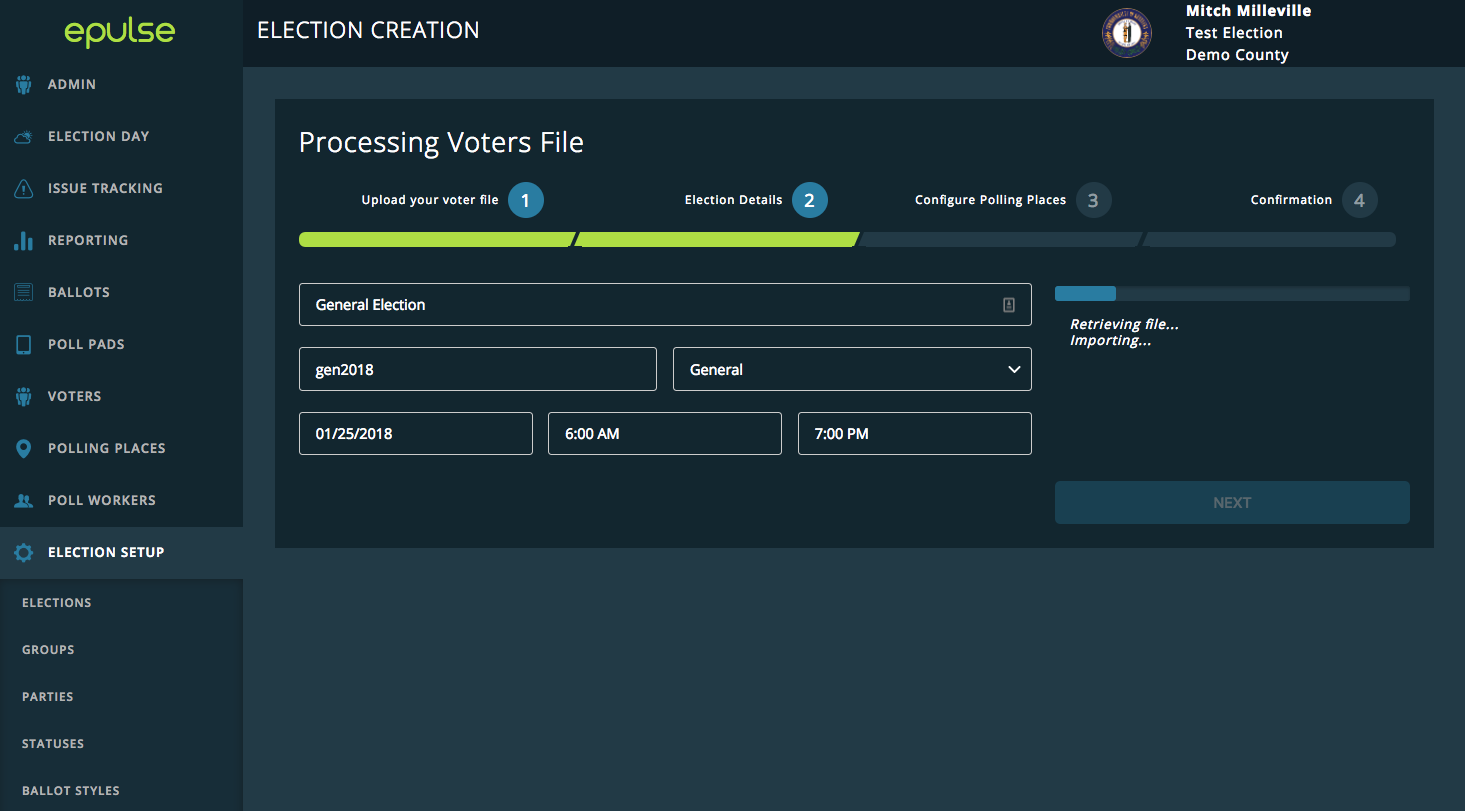 epulse
ELECTION CREATION
Mitch Milleville
Test Election
Demo County
ADMIN
ELECTION DAY
ISSUE TRACKING
REPORTING
BALLOTS
POLL PADS
VOTERS
POLLING PLACES
POLL WORKERS
ELECTION SETUP
ELECTIONS
GROUPS
PARTIES
STATUSES
BALLOT STYLES
Processing Voters File
Upload your voter file 1
Election Details 2
Configure Polling Places 3
Confirmation 4
General Election
gen2018
General
01/25/2018
6:00 AM
7:00 PM
Retrieving file...
Importing...
NEXT